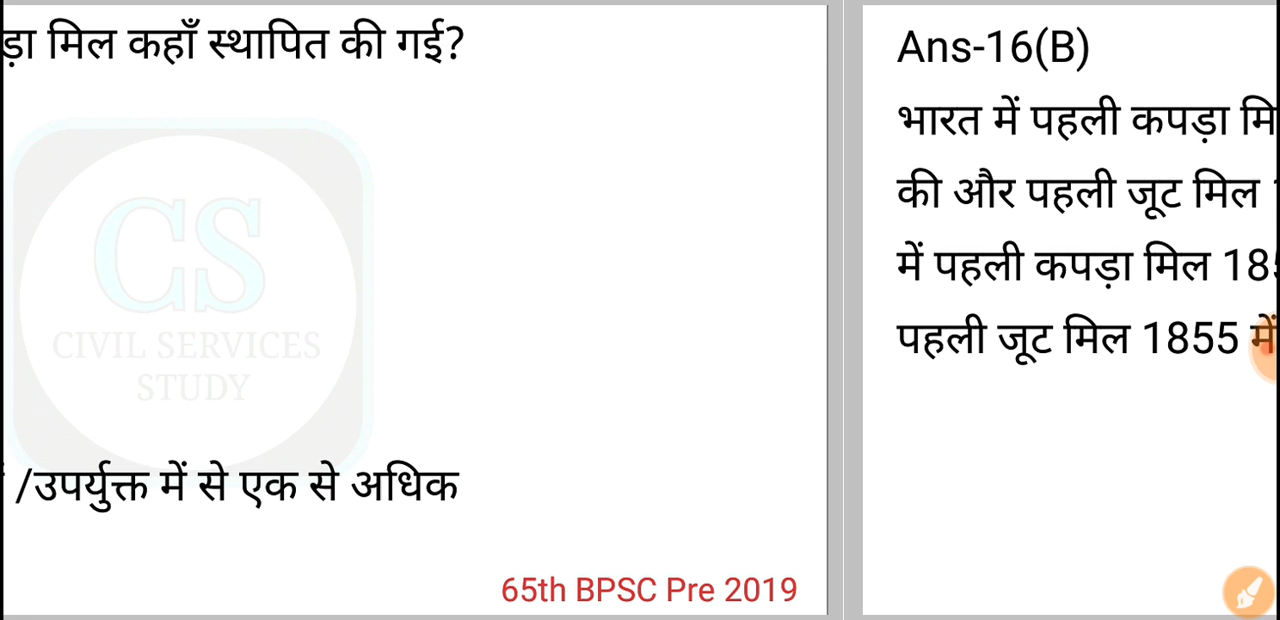 मिल कहाँ स्थापित की गई?
CS
CIVIL SERVICES
STUDY
/उपर्युक्त में से एक से अधिक
65th BPSC Pre 2019
Ans-16(B)
भारत में पहली कपड़ा
की और पहली जूट मिल
में पहली कपड़ा मिल
पहली जूट मिल 1855 में